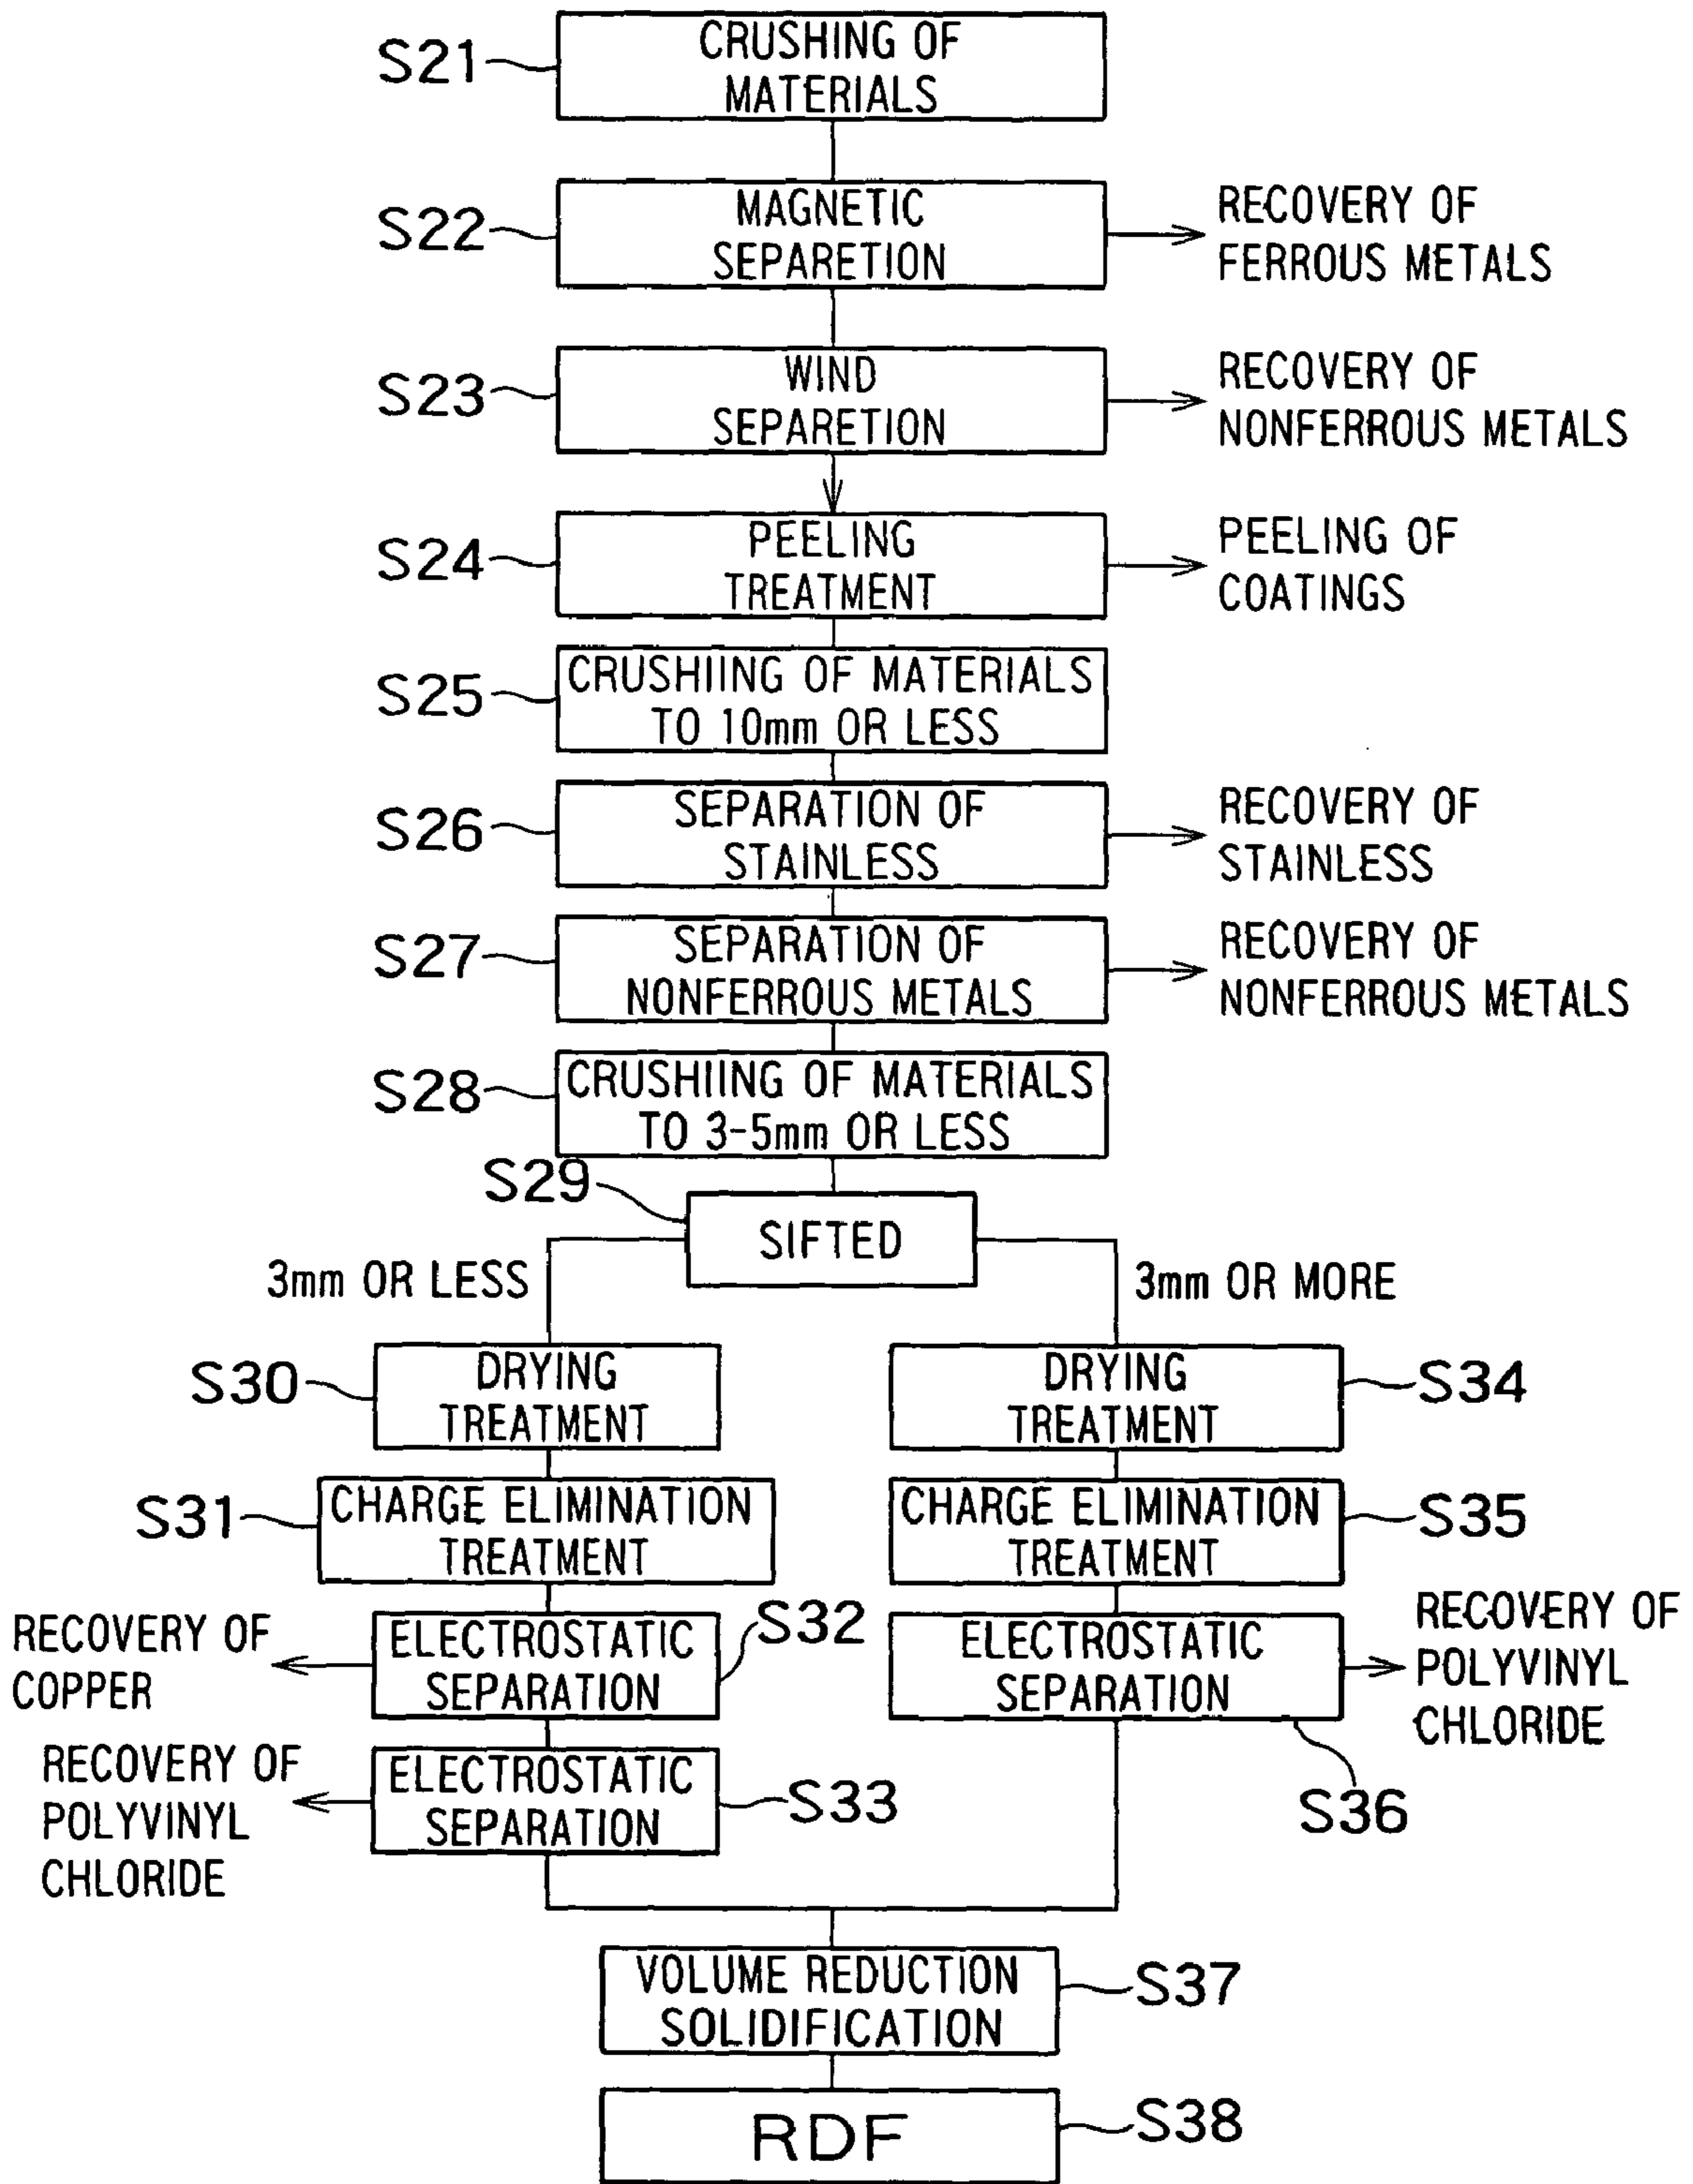 S21
CRUSHING OF
MATERIALS
S22
MAGNETIC
SEPARETION
RECOVERY OF
FERROUS METALS
S23
WIND
SEPARETION
RECOVERY OF
NONFERROUS METALS
S24
PEELING
TREATMENT
PEELING OF
COATINGS
S25
CRUSHIING OF MATERIALS
TO 10mm OR LESS
S26
SEPARATION OF
STAINLESS
RECOVERY OF
STAINLESS
S27
SEPARATION OF
NONFERROUS METALS
RECOVERY OF
NONFERROUS METALS
S28
CRUSHIING OF MATERIALS
TO 3-5mm OR LESS
S29
SIFTED
3mm OR LESS
3mm OR MORE
S30
DRYING
TREATMENT
DRYING
TREATMENT
S34
S31
CHARGE ELIMINATION
TREATMENT
CHARGE ELIMINATION
TREATMENT
S35
RECOVERY OF
COPPER
ELECTROSTATIC
SEPARATION
S32
ELECTROSTATIC
SEPARATION
RECOVERY OF
POLYVINYL
CHLORIDE
S36
RECOVERY OF
POLYVINYL
CHLORIDE
ELECTROSTATIC
SEPARATION
S33
VOLUME REDUCTION
SOLIDIFICATION
S37
RDF
S38